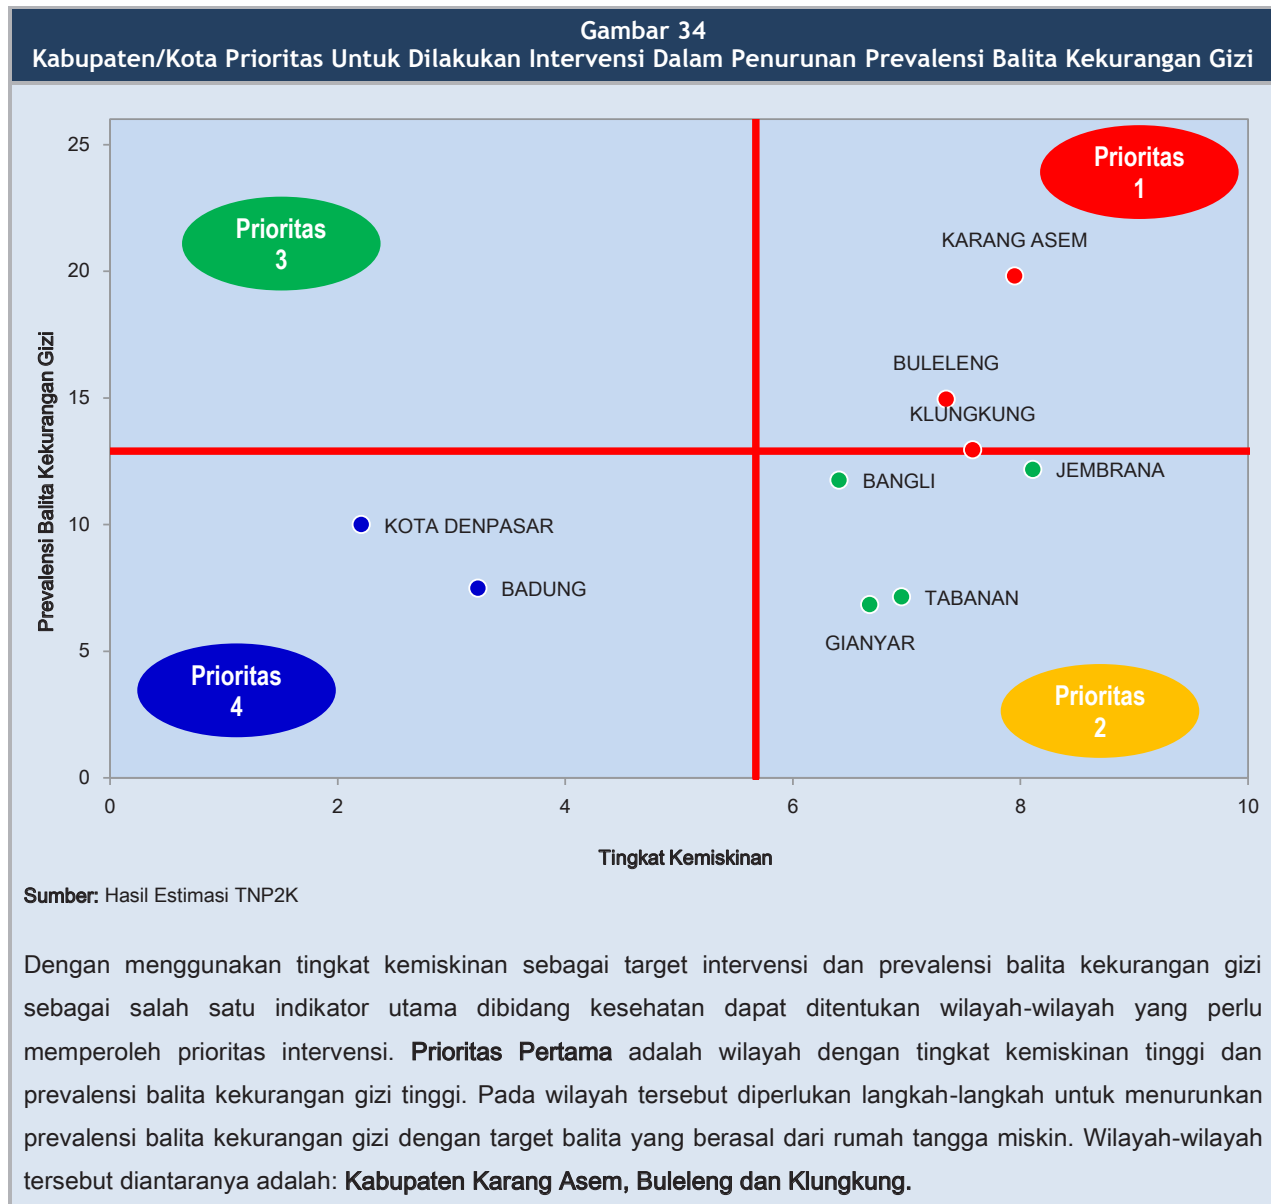 Gambar 34
Kabupaten/Kota Prioritas Untuk Dilakukan Intervensi Dalam Penurunan Prevalensi Balita Kekurangan Gizi
25
20
15
10
5
0
Prevalensi Balita Kekurangan Gizi
Prioritas
1
Prioritas
3
KARANG ASEM
BULELENG
KLUNGKUNG
JEMBRANA
BANGLI
KOTA DENPASAR
BADUNG
TABANAN
GIANYAR
Prioritas
4
Prioritas
2
0 2 4 6 8 10
Tingkat Kemiskinan
Sumber: Hasil Estimasi TNP2K
Dengan menggunakan tingkat kemiskinan sebagai target intervensi dan prevalensi balita kekurangan gizi
sebagai salah satu indikator utama dibidang kesehatan dapat ditentukan wilayah-wilayah yang perlu
memperoleh prioritas intervensi. Prioritas Pertama adalah wilayah dengan tingkat kemiskinan tinggi dan
prevalensi balita kekurangan gizi tinggi. Pada wilayah tersebut diperlukan langkah-langkah untuk menurunkan
prevalensi balita kekurangan gizi dengan target balita yang berasal dari rumah tangga miskin. Wilayah-wilayah
tersebut diantaranya adalah: Kabupaten Karang Asem, Buleleng dan Klungkung.